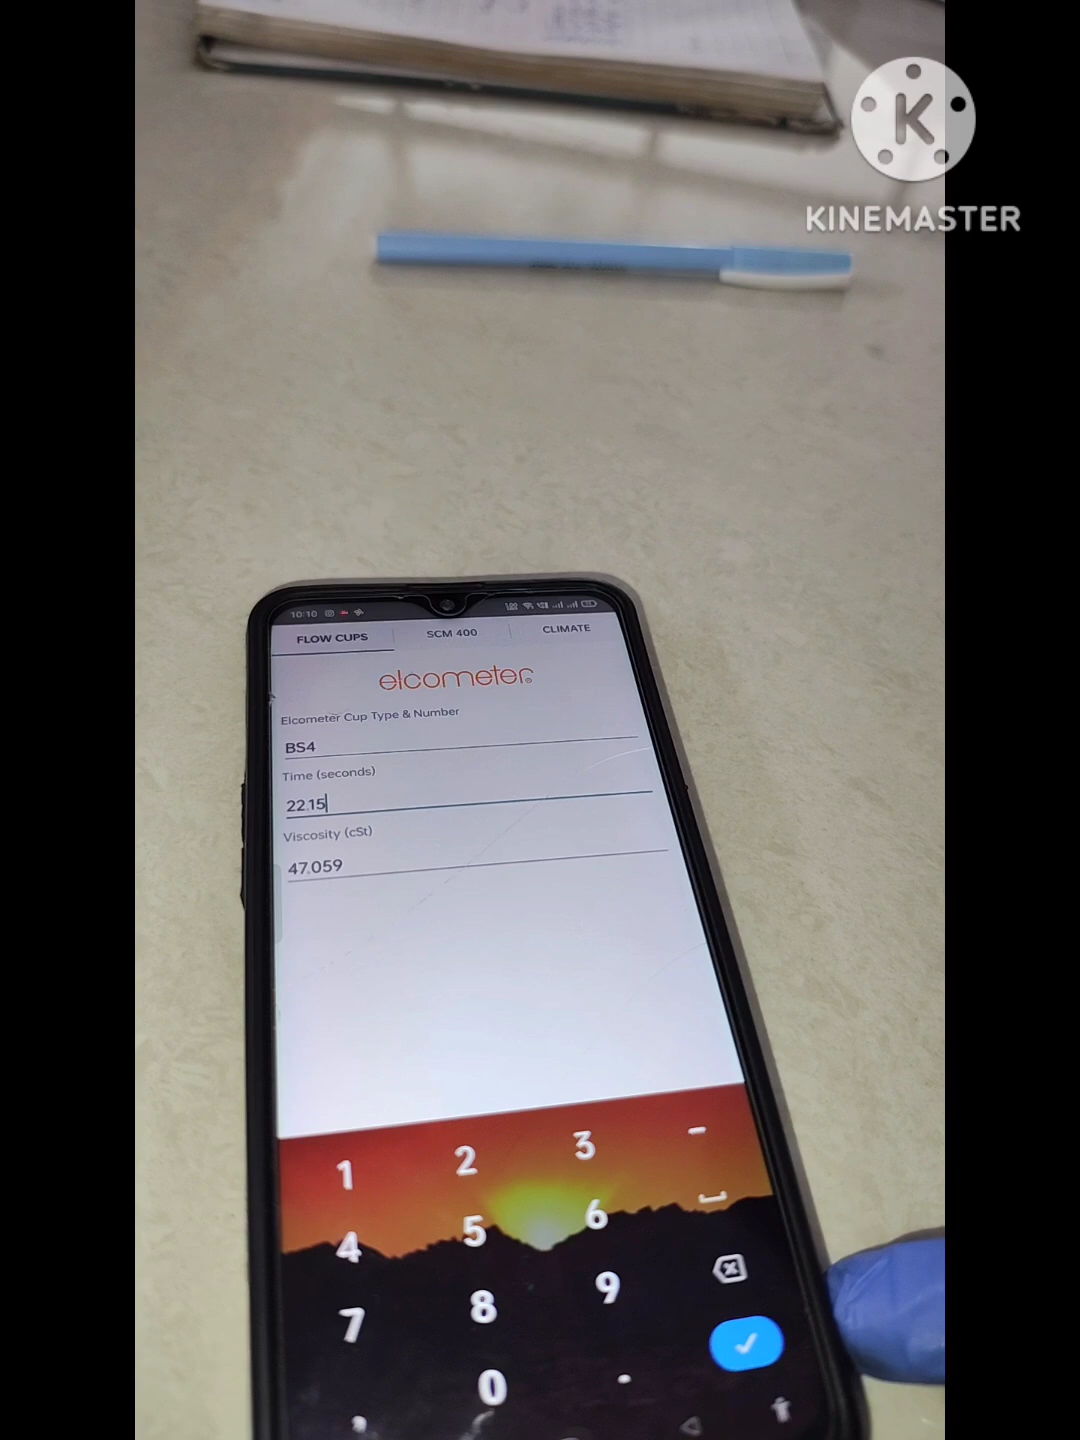 K
KINEMASTER
10:10
FLOW CUPS
SCM 400
CLIMATE
elcometer
Elcometer Cup Type & Number
BS4
Time (seconds)
22.15
Viscosity (cSt)
47.059
1 2 3 -
4 5 6
7 8 9
, 0 .